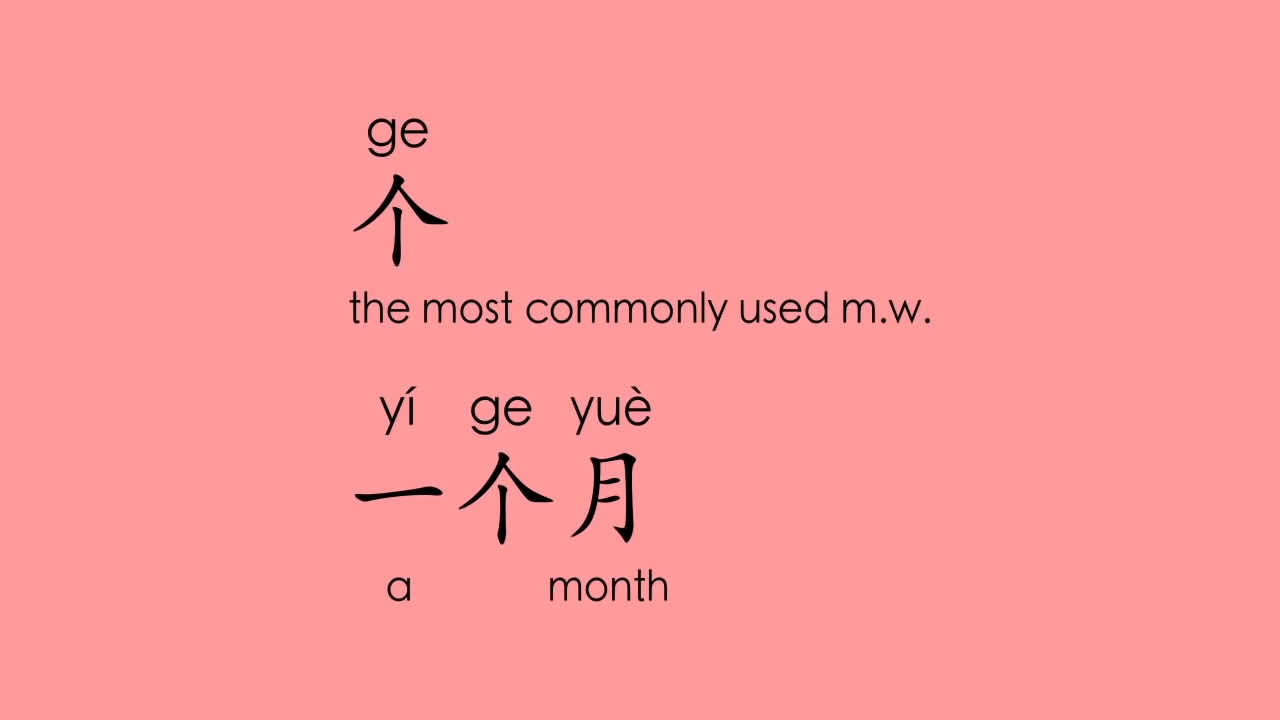 ge
个
the most commonly used m.w.
yí ge yuè
一个月
a month